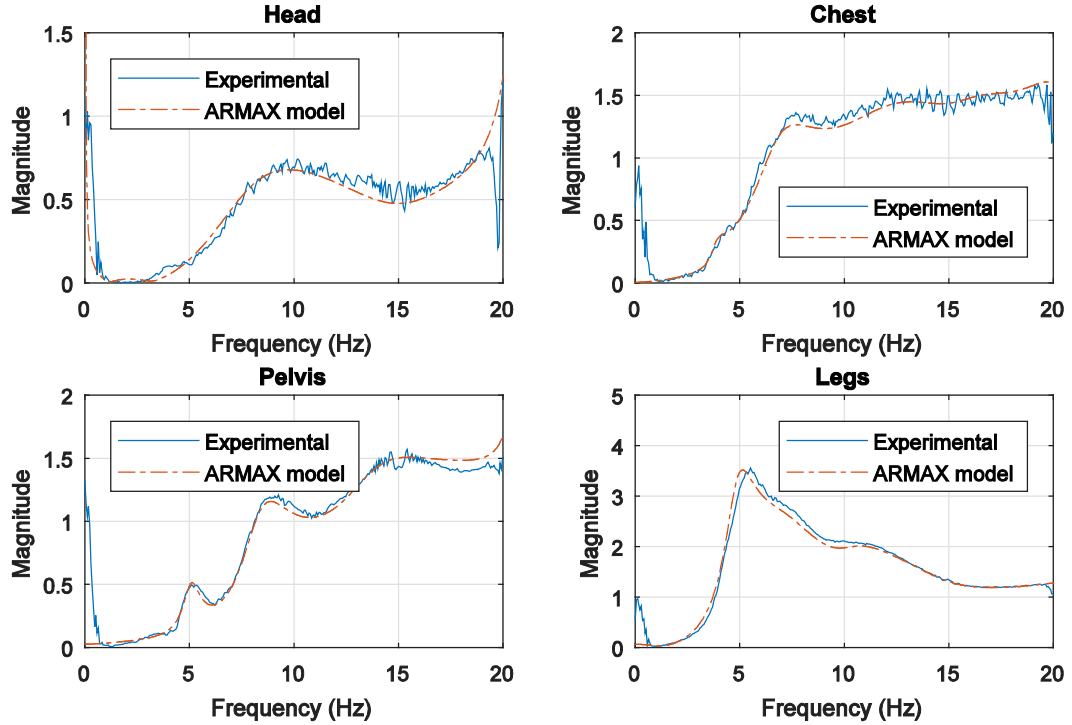 Head
1.5
1
0.5
0
Magnitude
Experimental
ARMAX model
0 5 10 15 20
Frequency (Hz)
Chest
2
1.5
1
0.5
0
Magnitude
Experimental
ARMAX model
0 5 10 15 20
Frequency (Hz)
Pelvis
2
1.5
1
0.5
0
Magnitude
Experimental
ARMAX model
0 5 10 15 20
Frequency (Hz)
Legs
5
4
3
2
1
0
Magnitude
Experimental
ARMAX model
0 5 10 15 20
Frequency (Hz)